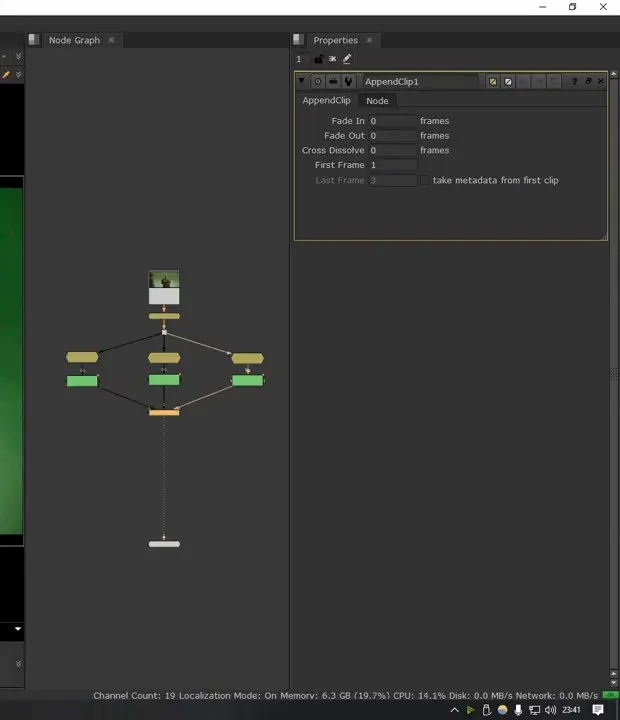 Node Graph
Properties
1
AppendClip1
AppendClip Node
Fade In 0 frames
Fade Out 0 frames
Cross Dissolve 0 frames
First Frame 1
Last Frame 3 take metadata from first clip
Channel Count: 19 Localization Mode: On Memory: 6.3 GB (19.7%) CPU: 14.1% Disk: 0.0 MB/s Network: 0.0 MB/s
23:41